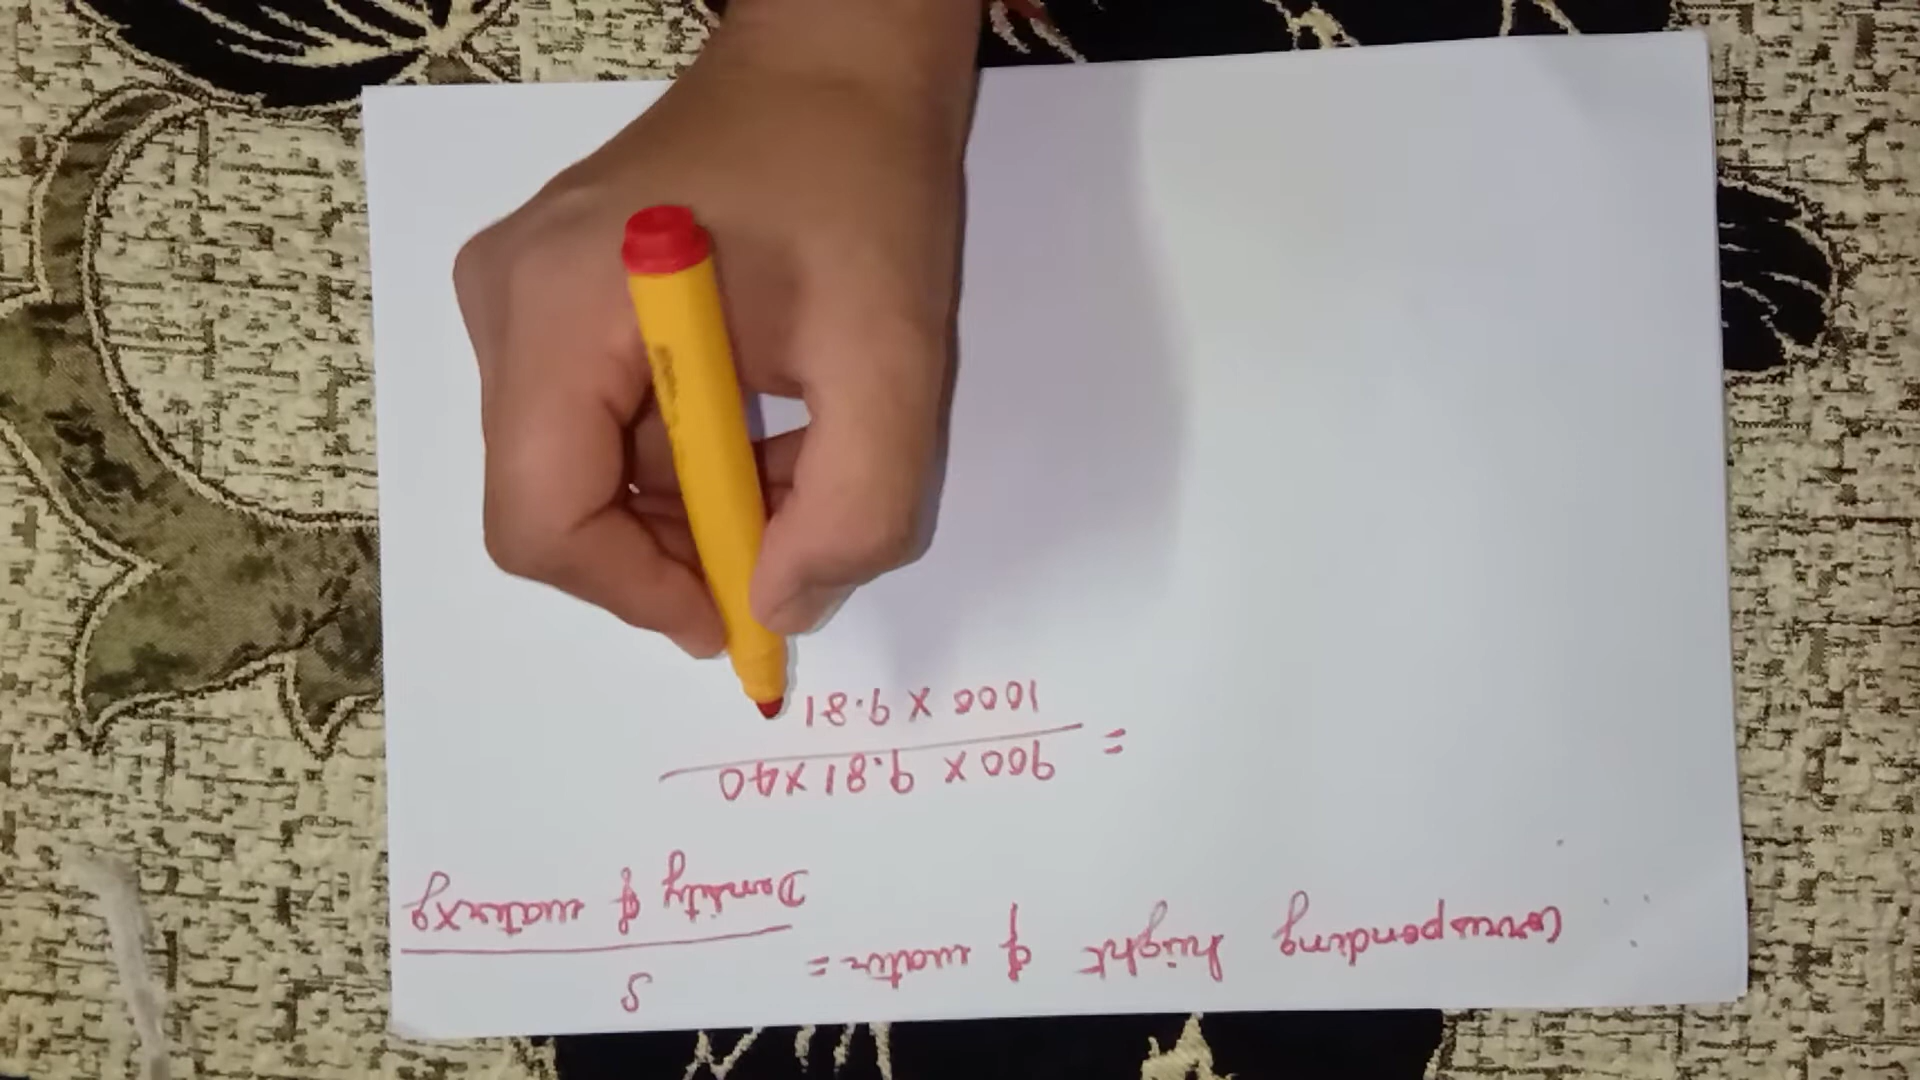 ∴ Corresponding height of water = P
Density of water x g
= 900 x 9.81 x 40
1000 x 9.81